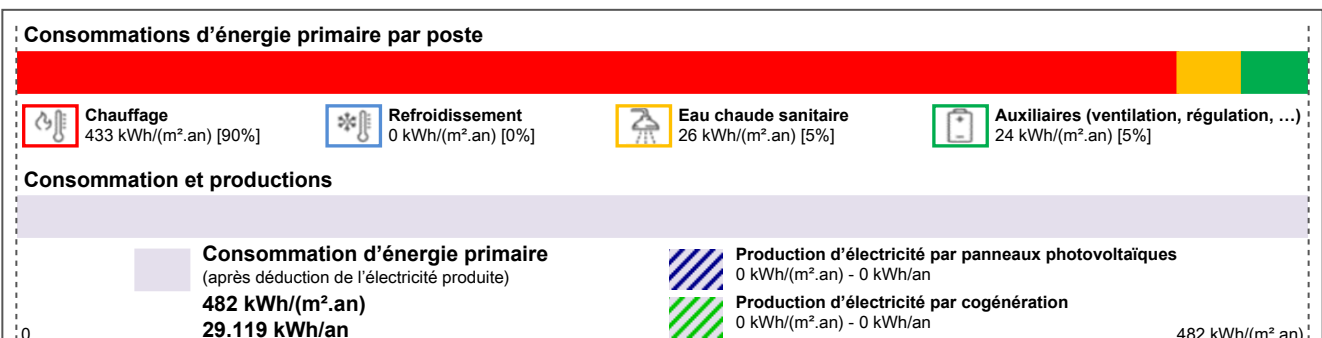 Consommations d’énergie primaire par poste
Chauffage
433 kWh/(m².an) [90%]
Refroidissement
0 kWh/(m².an) [0%]
Eau chaude sanitaire
26 kWh/(m².an) [5%]
Auxiliaires (ventilation, régulation, …)
24 kWh/(m².an) [5%]
Consommation et productions
Consommation d’énergie primaire
(après déduction de l’électricité produite)
482 kWh/(m².an)
29.119 kWh/an
Production d’électricité par panneaux photovoltaïques
0 kWh/(m².an) - 0 kWh/an
Production d’électricité par cogénération
0 kWh/(m².an) - 0 kWh/an
0
482 kWh/(m².an)